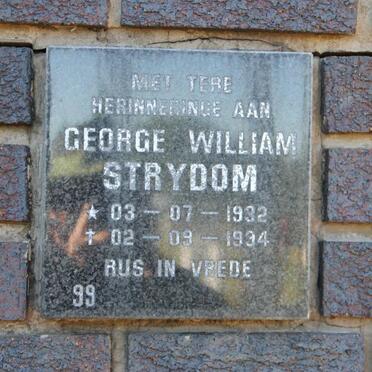 MET TERE
HERINNERINGE AAN
GEORGE WILLIAM
STRYDOM
★ 03 - 07 - 1932
† 02 - 09 - 1934
RUS IN VREDE
99